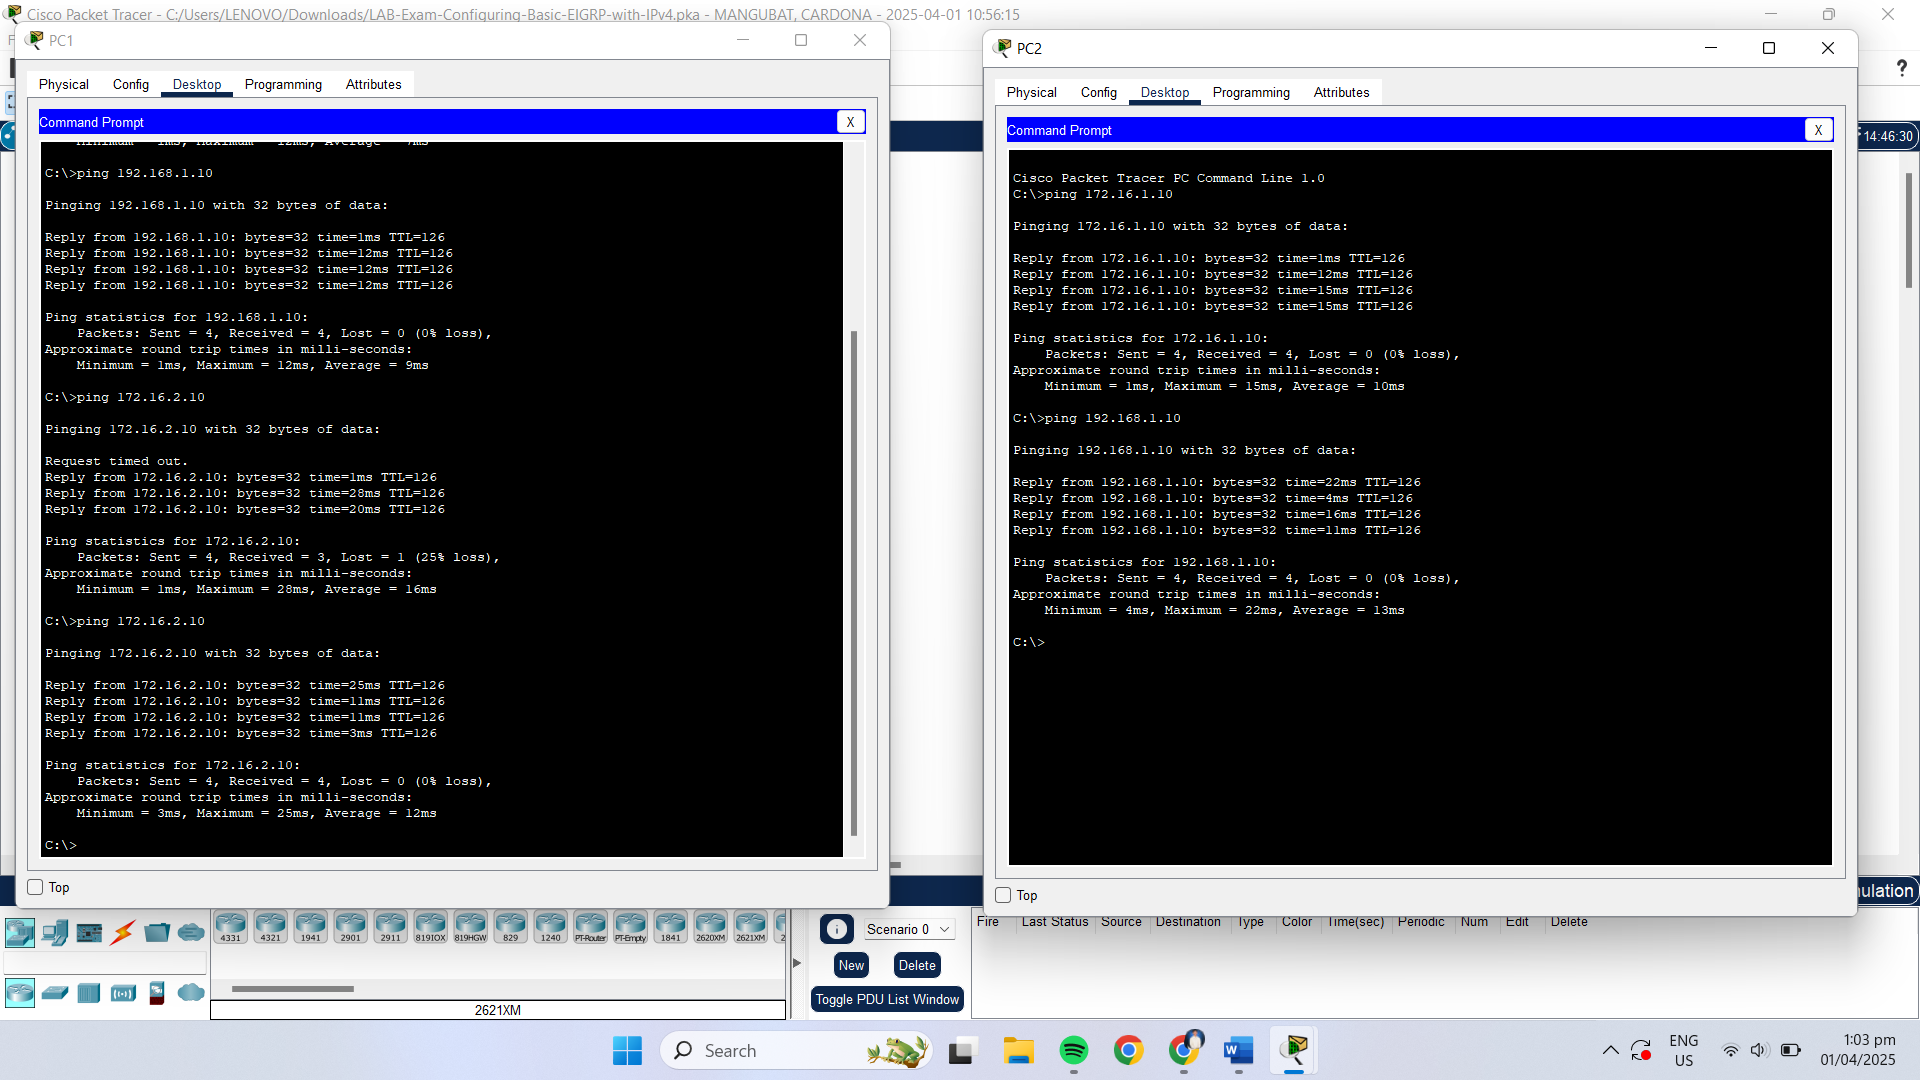 Cisco Packet Tracer - C:/Users/LENOVO/Downloads/LAB-Exam-Configuring-Basic-EIGRP-with-IPv4.pka - MANGUBAT, CARDONA - 2025-04-01 10:56:15
PC1
Physical Config Desktop Programming Attributes
Command Prompt X
Minimum = 1ms, Maximum = 12ms, Average = 7ms
C:\>ping 192.168.1.10
Pinging 192.168.1.10 with 32 bytes of data:
Reply from 192.168.1.10: bytes=32 time=1ms TTL=126
Reply from 192.168.1.10: bytes=32 time=12ms TTL=126
Reply from 192.168.1.10: bytes=32 time=12ms TTL=126
Reply from 192.168.1.10: bytes=32 time=12ms TTL=126
Ping statistics for 192.168.1.10:
Packets: Sent = 4, Received = 4, Lost = 0 (0% loss),
Approximate round trip times in milli-seconds:
Minimum = 1ms, Maximum = 12ms, Average = 9ms
C:\>ping 172.16.2.10
Pinging 172.16.2.10 with 32 bytes of data:
Request timed out.
Reply from 172.16.2.10: bytes=32 time=1ms TTL=126
Reply from 172.16.2.10: bytes=32 time=28ms TTL=126
Reply from 172.16.2.10: bytes=32 time=20ms TTL=126
Ping statistics for 172.16.2.10:
Packets: Sent = 4, Received = 3, Lost = 1 (25% loss),
Approximate round trip times in milli-seconds:
Minimum = 1ms, Maximum = 28ms, Average = 16ms
C:\>ping 172.16.2.10
Pinging 172.16.2.10 with 32 bytes of data:
Reply from 172.16.2.10: bytes=32 time=25ms TTL=126
Reply from 172.16.2.10: bytes=32 time=11ms TTL=126
Reply from 172.16.2.10: bytes=32 time=11ms TTL=126
Reply from 172.16.2.10: bytes=32 time=3ms TTL=126
Ping statistics for 172.16.2.10:
Packets: Sent = 4, Received = 4, Lost = 0 (0% loss),
Approximate round trip times in milli-seconds:
Minimum = 3ms, Maximum = 25ms, Average = 12ms
C:\>
Top
PC2
Physical Config Desktop Programming Attributes
Command Prompt X
Cisco Packet Tracer PC Command Line 1.0
C:\>ping 172.16.1.10
Pinging 172.16.1.10 with 32 bytes of data:
Reply from 172.16.1.10: bytes=32 time=1ms TTL=126
Reply from 172.16.1.10: bytes=32 time=12ms TTL=126
Reply from 172.16.1.10: bytes=32 time=15ms TTL=126
Reply from 172.16.1.10: bytes=32 time=15ms TTL=126
Ping statistics for 172.16.1.10:
Packets: Sent = 4, Received = 4, Lost = 0 (0% loss),
Approximate round trip times in milli-seconds:
Minimum = 1ms, Maximum = 15ms, Average = 10ms
C:\>ping 192.168.1.10
Pinging 192.168.1.10 with 32 bytes of data:
Reply from 192.168.1.10: bytes=32 time=22ms TTL=126
Reply from 192.168.1.10: bytes=32 time=4ms TTL=126
Reply from 192.168.1.10: bytes=32 time=16ms TTL=126
Reply from 192.168.1.10: bytes=32 time=11ms TTL=126
Ping statistics for 192.168.1.10:
Packets: Sent = 4, Received = 4, Lost = 0 (0% loss),
Approximate round trip times in milli-seconds:
Minimum = 4ms, Maximum = 22ms, Average = 13ms
C:\>
Top
?
14:46:30
ulation
4331 4321 1941 2901 2911 819IOX 819HGW 829 1240 PT-Router PT-Empty 1841 2620XM 2621XM 2
2621XM
Scenario 0
New Delete
Toggle PDU List Window
Fire Last Status Source Destination Type Color Time(sec) Periodic Num Edit Delete
Search
ENG
US
1:03 pm
01/04/2025